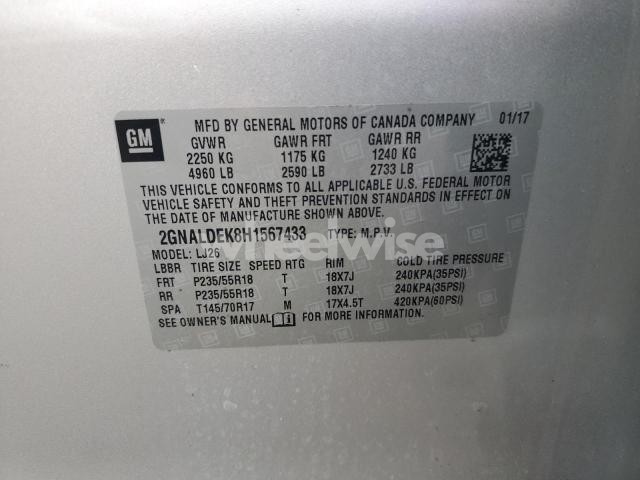 GM
MFD BY GENERAL MOTORS OF CANADA COMPANY 01/17
GVWR GAWR FRT GAWR RR
2250 KG 1175 KG 1240 KG
4960 LB 2590 LB 2733 LB
THIS VEHICLE CONFORMS TO ALL APPLICABLE U.S. FEDERAL MOTOR
VEHICLE SAFETY AND THEFT PREVENTION STANDARDS IN EFFECT ON
THE DATE OF MANUFACTURE SHOWN ABOVE.
2GNALDEK8H1567433 TYPE: M.P.V.
wheelwise
MODEL: LJ26
LBBR TIRE SIZE SPEED RTG RIM COLD TIRE PRESSURE
FRT P235/55R18 T 18X7J 240KPA(35PSI)
RR P235/55R18 T 18X7J 240KPA(35PSI)
SPA T145/70R17 M 17X4.5T 420KPA(60PSI)
SEE OWNER'S MANUAL FOR MORE INFORMATION.